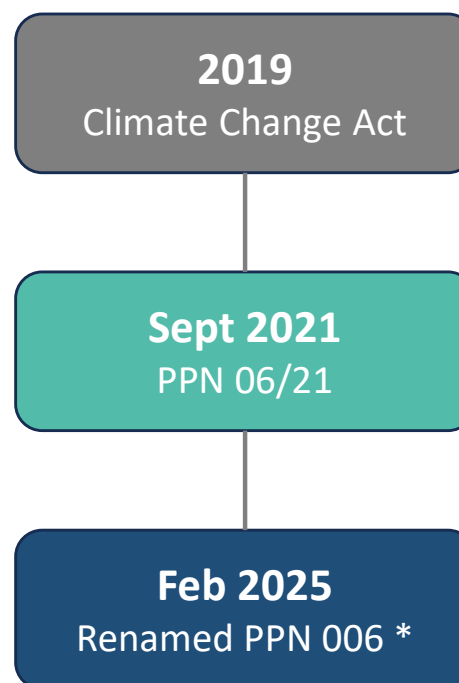 2019
Climate Change Act
Sept 2021
PPN 06/21
Feb 2025
Renamed PPN 006 *